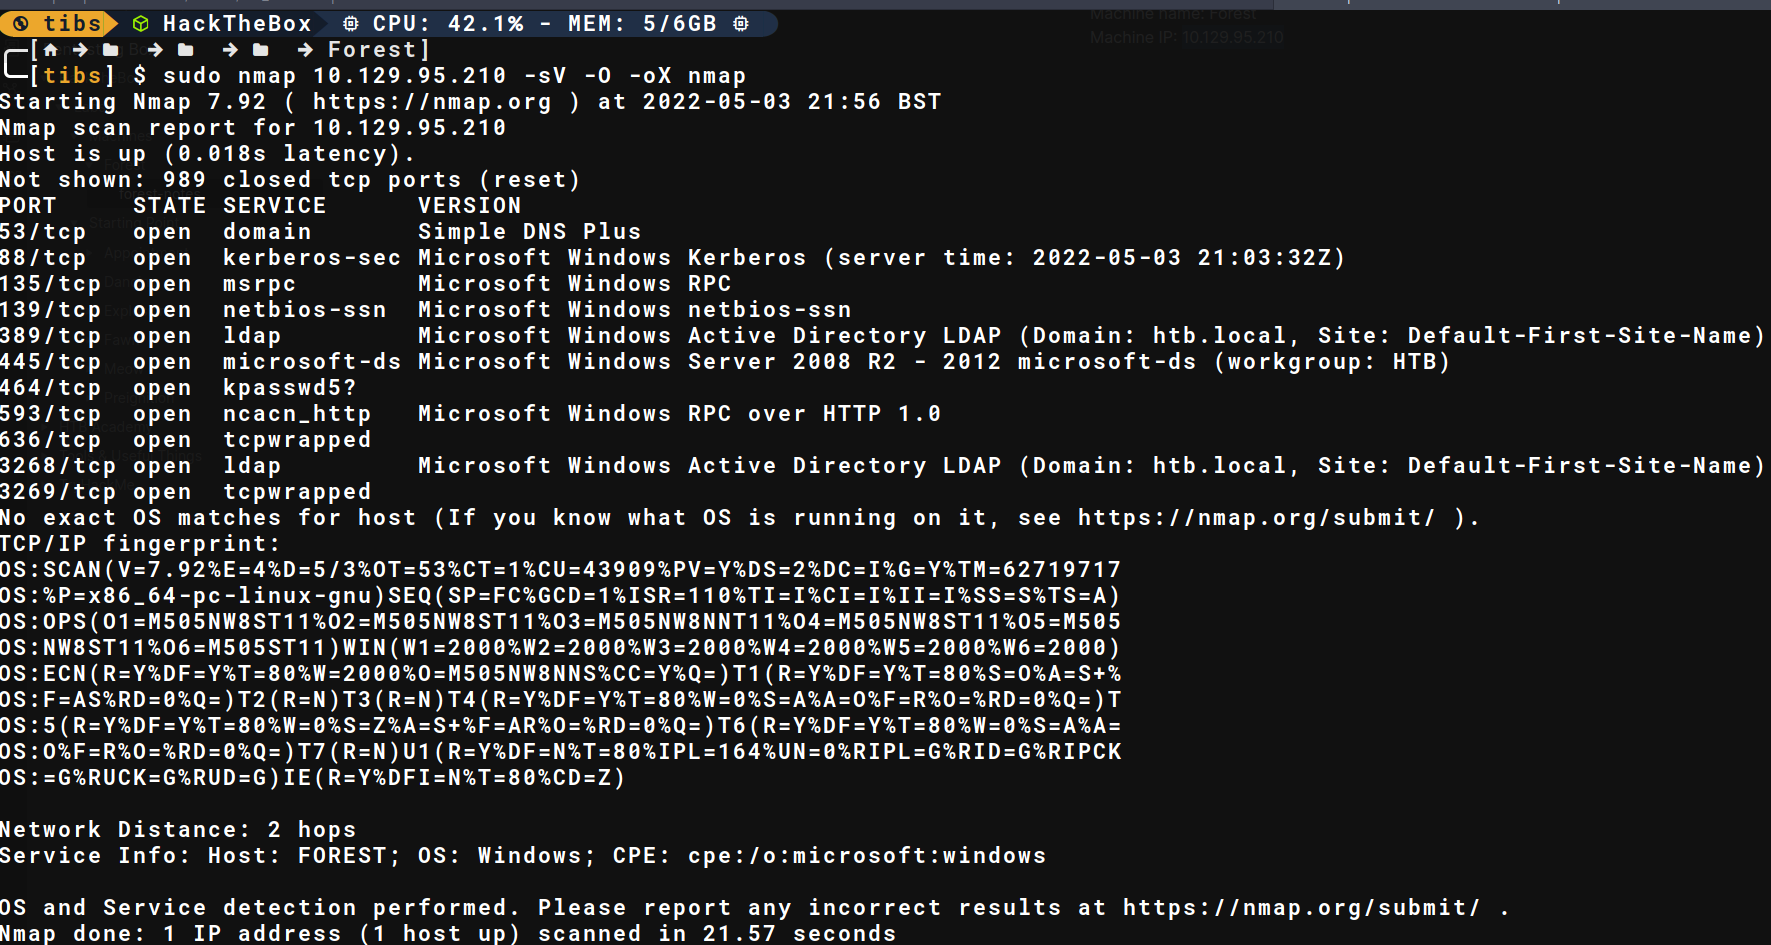 Machine name: Forest
Machine IP: 10.129.95.210
tibs HackTheBox CPU: 42.1% - MEM: 5/6GB
[ → → → → Forest]
[tibs] $ sudo nmap 10.129.95.210 -sV -O -oX nmap
Starting Nmap 7.92 ( https://nmap.org ) at 2022-05-03 21:56 BST
Nmap scan report for 10.129.95.210
Host is up (0.018s latency).
Not shown: 989 closed tcp ports (reset)
PORT STATE SERVICE VERSION
53/tcp open domain Simple DNS Plus
88/tcp open kerberos-sec Microsoft Windows Kerberos (server time: 2022-05-03 21:03:32Z)
135/tcp open msrpc Microsoft Windows RPC
139/tcp open netbios-ssn Microsoft Windows netbios-ssn
389/tcp open ldap Microsoft Windows Active Directory LDAP (Domain: htb.local, Site: Default-First-Site-Name)
445/tcp open microsoft-ds Microsoft Windows Server 2008 R2 - 2012 microsoft-ds (workgroup: HTB)
464/tcp open kpasswd5?
593/tcp open ncacn_http Microsoft Windows RPC over HTTP 1.0
636/tcp open tcpwrapped
3268/tcp open ldap Microsoft Windows Active Directory LDAP (Domain: htb.local, Site: Default-First-Site-Name)
3269/tcp open tcpwrapped
No exact OS matches for host (If you know what OS is running on it, see https://nmap.org/submit/ ).
TCP/IP fingerprint:
OS:SCAN(V=7.92%E=4%D=5/3%OT=53%CT=1%CU=43909%PV=Y%DS=2%DC=I%G=Y%TM=62719717
OS:%P=x86_64-pc-linux-gnu)SEQ(SP=FC%GCD=1%ISR=110%TI=I%CI=I%II=I%SS=S%TS=A)
OS:OPS(O1=M505NW8ST11%O2=M505NW8ST11%O3=M505NW8NNT11%O4=M505NW8ST11%O5=M505
OS:NW8ST11%O6=M505ST11)WIN(W1=2000%W2=2000%W3=2000%W4=2000%W5=2000%W6=2000)
OS:ECN(R=Y%DF=Y%T=80%W=2000%O=M505NW8NNS%CC=Y%Q=)T1(R=Y%DF=Y%T=80%S=O%A=S+%
OS:F=AS%RD=0%Q=)T2(R=N)T3(R=N)T4(R=Y%DF=Y%T=80%W=0%S=A%A=O%F=R%O=%RD=0%Q=)T
OS:5(R=Y%DF=Y%T=80%W=0%S=Z%A=S+%F=AR%O=%RD=0%Q=)T6(R=Y%DF=Y%T=80%W=0%S=A%A=
OS:O%F=R%O=%RD=0%Q=)T7(R=N)U1(R=Y%DF=N%T=80%IPL=164%UN=0%RIPL=G%RID=G%RIPCK
OS:=G%RUCK=G%RUD=G)IE(R=Y%DFI=N%T=80%CD=Z)
Network Distance: 2 hops
Service Info: Host: FOREST; OS: Windows; CPE: cpe:/o:microsoft:windows
OS and Service detection performed. Please report any incorrect results at https://nmap.org/submit/ .
Nmap done: 1 IP address (1 host up) scanned in 21.57 seconds